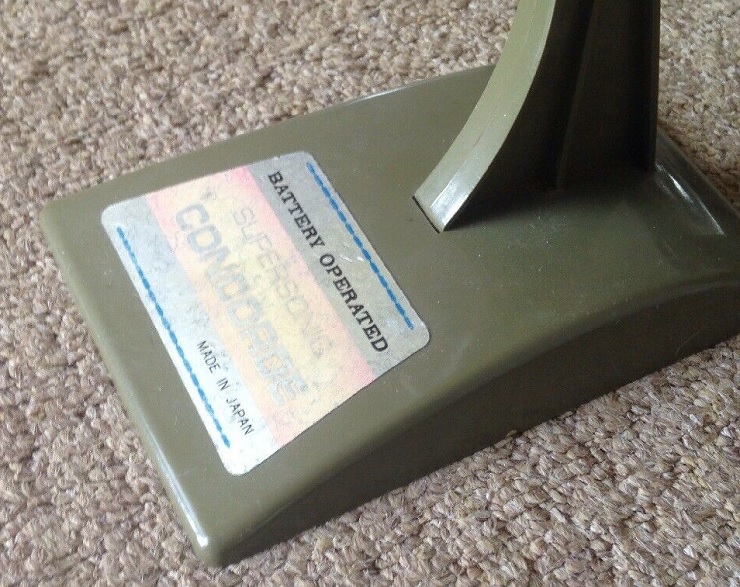 BATTERY OPERATED
SUPERSONIC
CONCORDE
MADE IN JAPAN